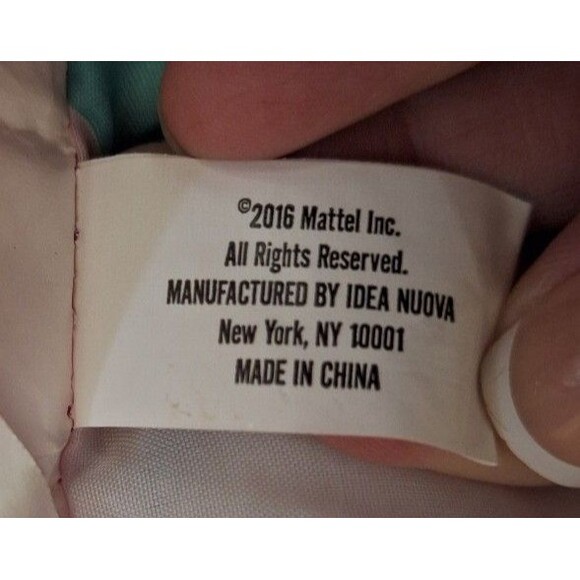 ©2016 Mattel Inc.
All Rights Reserved.
MANUFACTURED BY IDEA NUOVA
New York, NY 10001
MADE IN CHINA